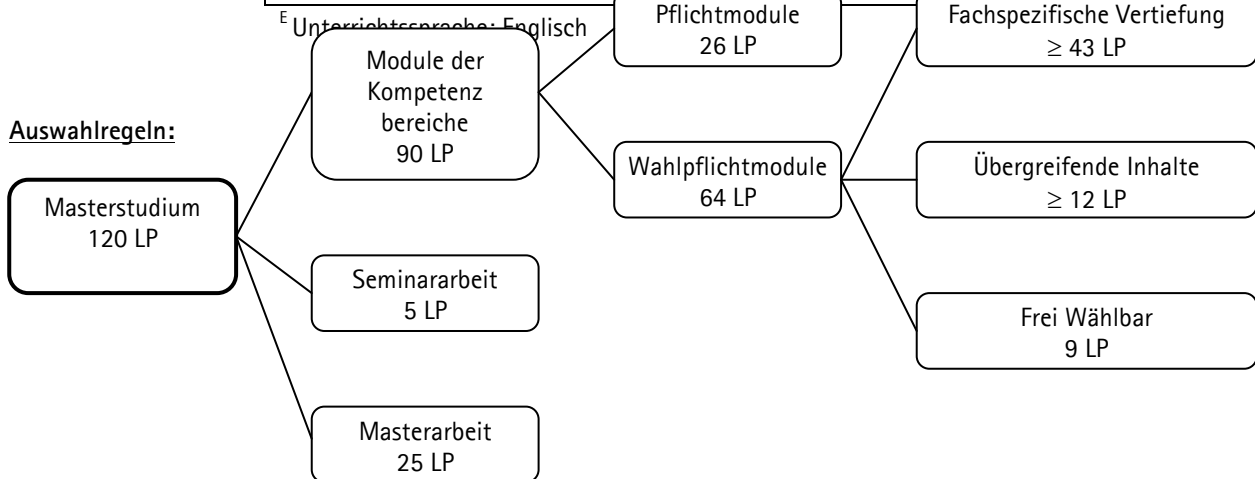 E Unterrichtssprache: Englisch
Pflichtmodule
26 LP
Fachspezifische Vertiefung
≥ 43 LP
Module der
Kompetenz
bereiche
90 LP
Auswahlregeln:
Wahlpflichtmodule
64 LP
Übergreifende Inhalte
≥ 12 LP
Masterstudium
120 LP
Seminararbeit
5 LP
Frei Wählbar
9 LP
Masterarbeit
25 LP